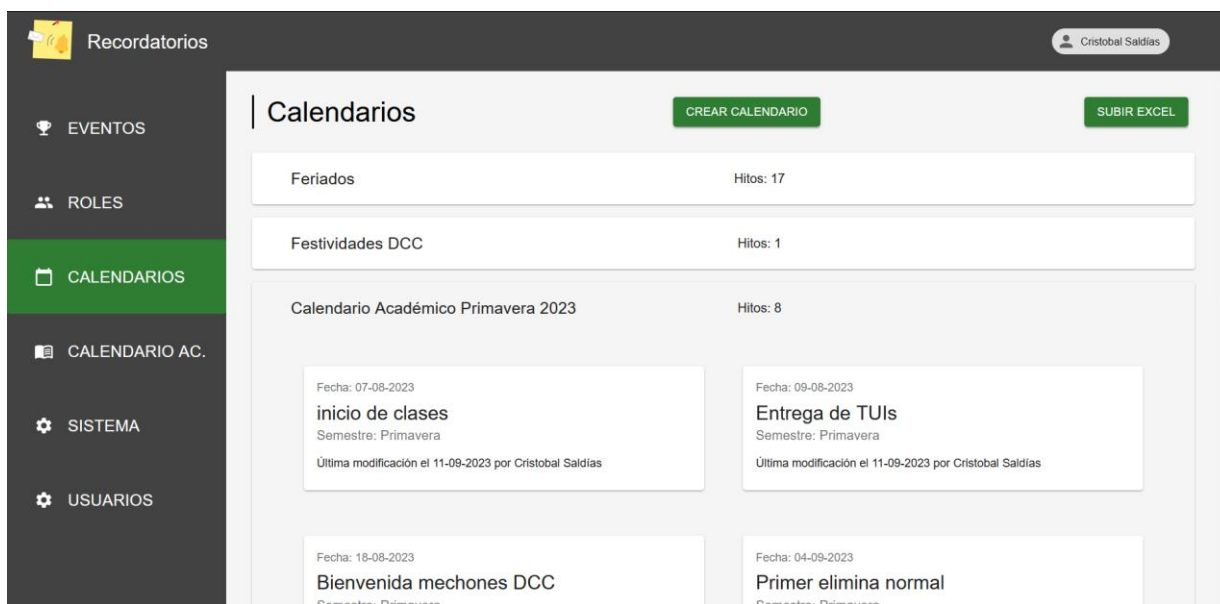 Recordatorios
Cristobal Saldías
EVENTOS
ROLES
CALENDARIOS
CALENDARIO AC.
SISTEMA
USUARIOS
Calendarios
CREAR CALENDARIO
SUBIR EXCEL
Feriados
Hitos: 17
Festividades DCC
Hitos: 1
Calendario Académico Primavera 2023
Hitos: 8
Fecha: 07-08-2023
inicio de clases
Semestre: Primavera
Última modificación el 11-09-2023 por Cristobal Saldías
Fecha: 09-08-2023
Entrega de TUIs
Semestre: Primavera
Última modificación el 11-09-2023 por Cristobal Saldías
Fecha: 18-08-2023
Bienvenida mechones DCC
Semestre: Primavera
Fecha: 04-09-2023
Primer elimina normal
Semestre: Primavera